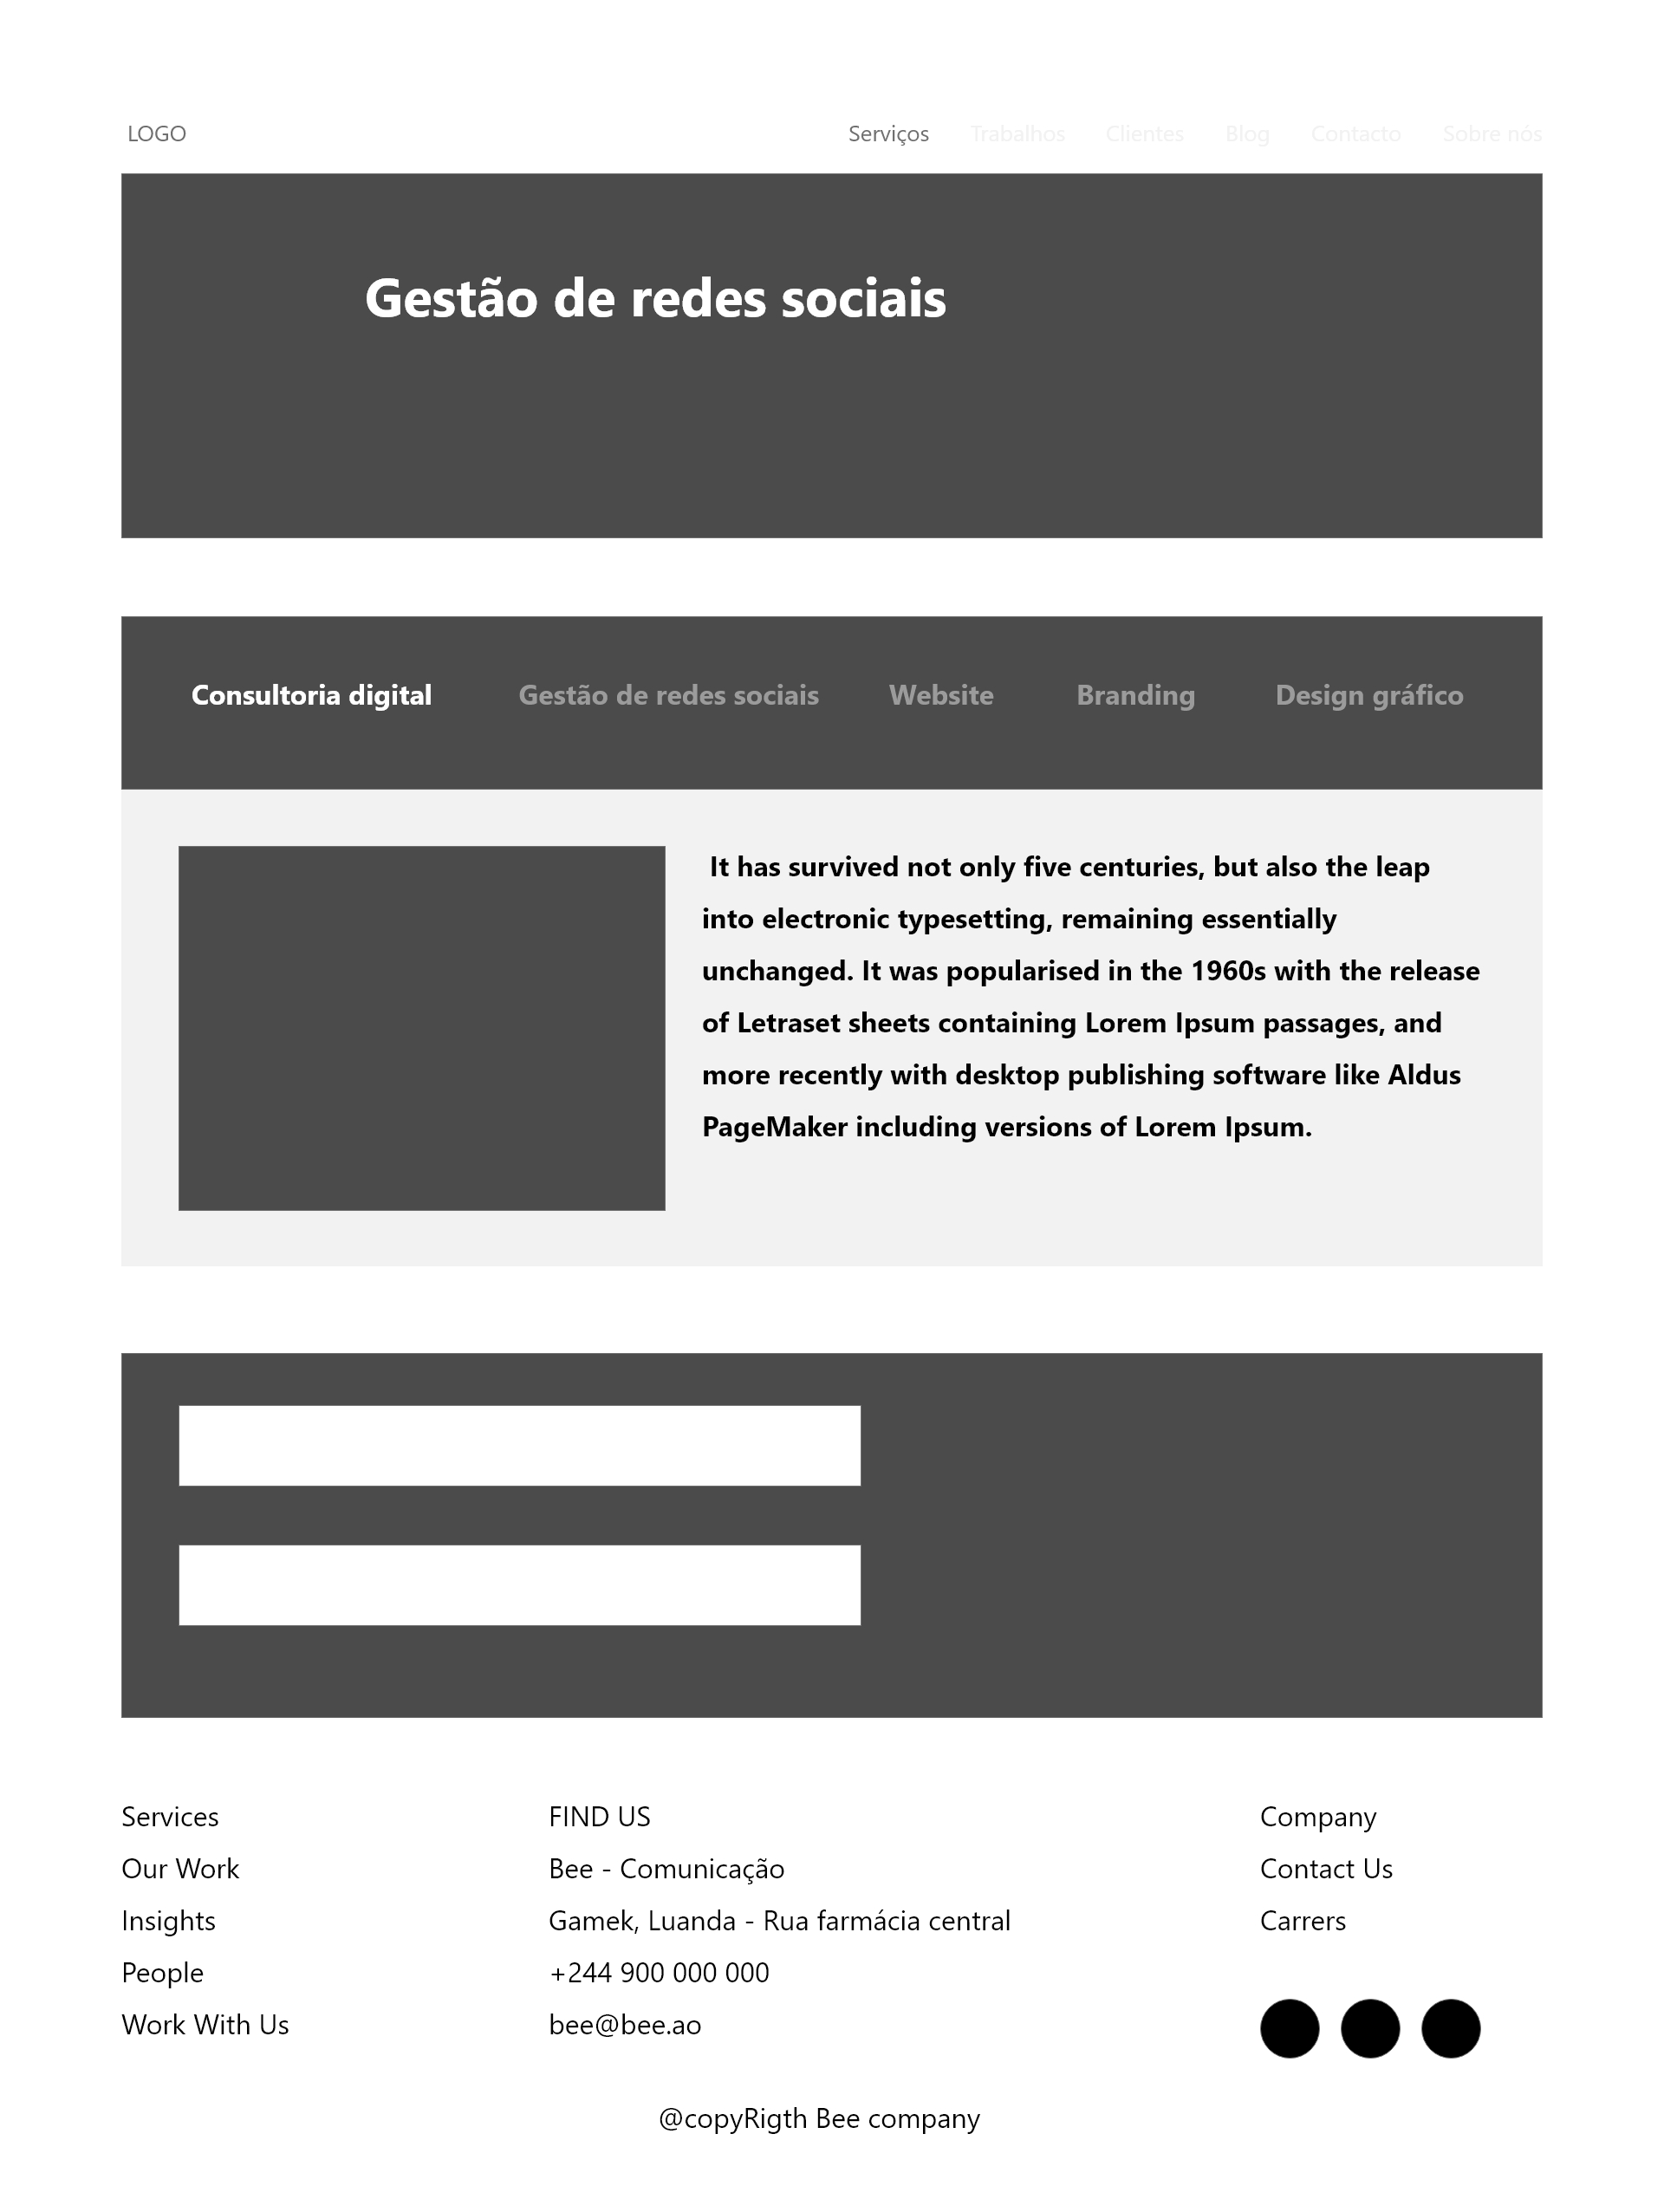 LOGO
Serviços Trabalhos Clientes Blog Contacto Sobre nós
Gestão de redes sociais
Consultoria digital Gestão de redes sociais Website Branding Design gráfico
It has survived not only five centuries, but also the leap
into electronic typesetting, remaining essentially
unchanged. It was popularised in the 1960s with the release
of Letraset sheets containing Lorem Ipsum passages, and
more recently with desktop publishing software like Aldus
PageMaker including versions of Lorem Ipsum.
Services
Our Work
Insights
People
Work With Us
FIND US
Bee - Comunicação
Gamek, Luanda - Rua farmácia central
+244 900 000 000
bee@bee.ao
Company
Contact Us
Carrers
@copyRigth Bee company